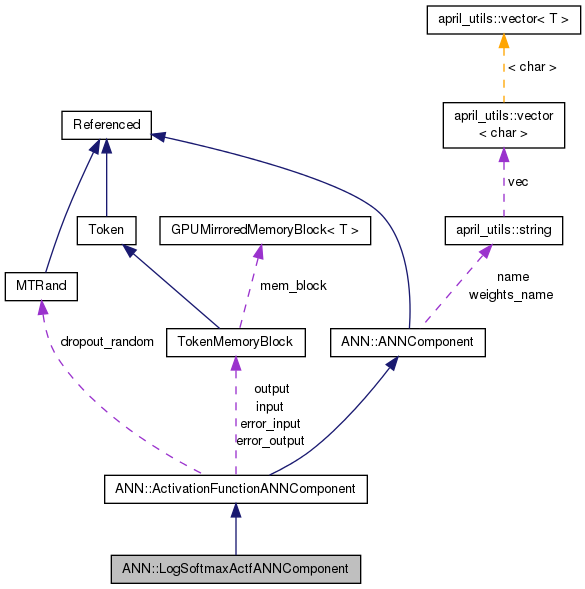 april_utils::vector< T >
< char >
april_utils::vector
< char >
Referenced
vec
Token
GPUMirroredMemoryBlock< T >
april_utils::string
MTRand
mem_block
name
weights_name
dropout_random
TokenMemoryBlock
ANN::ANNComponent
output
input
error_input
error_output
ANN::ActivationFunctionANNComponent
ANN::LogSoftmaxActfANNComponent